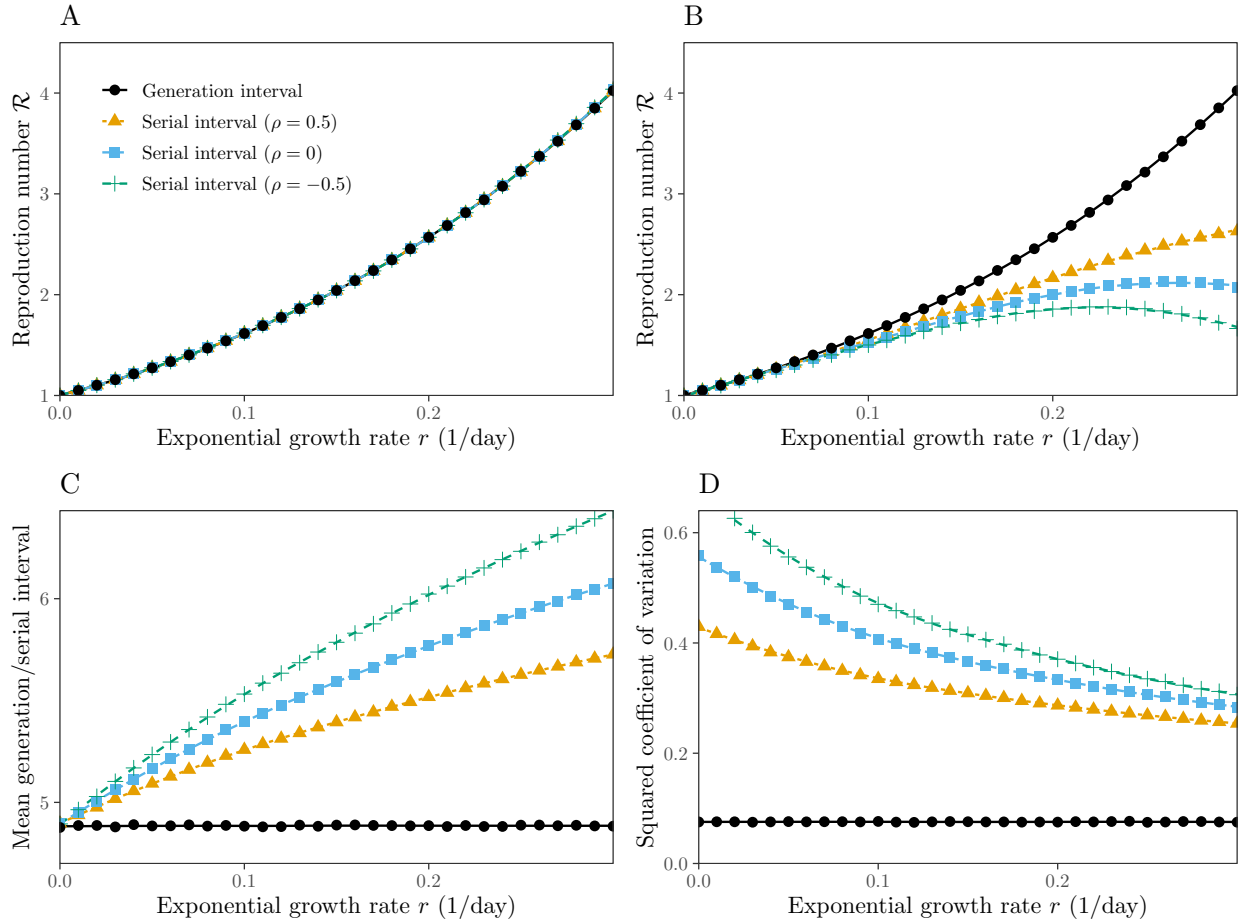 A
Reproduction number ℛ
4
3
2
1
0.0
0.1
0.2
Exponential growth rate r (1/day)
Generation interval
Serial interval (ρ = 0.5)
Serial interval (ρ = 0)
Serial interval (ρ = −0.5)
B
Reproduction number ℛ
4
3
2
1
0.0
0.1
0.2
Exponential growth rate r (1/day)
C
Mean generation/serial interval
6
5
0.0
0.1
0.2
Exponential growth rate r (1/day)
D
Squared coefficient of variation
0.6
0.4
0.2
0.0
0.0
0.1
0.2
Exponential growth rate r (1/day)